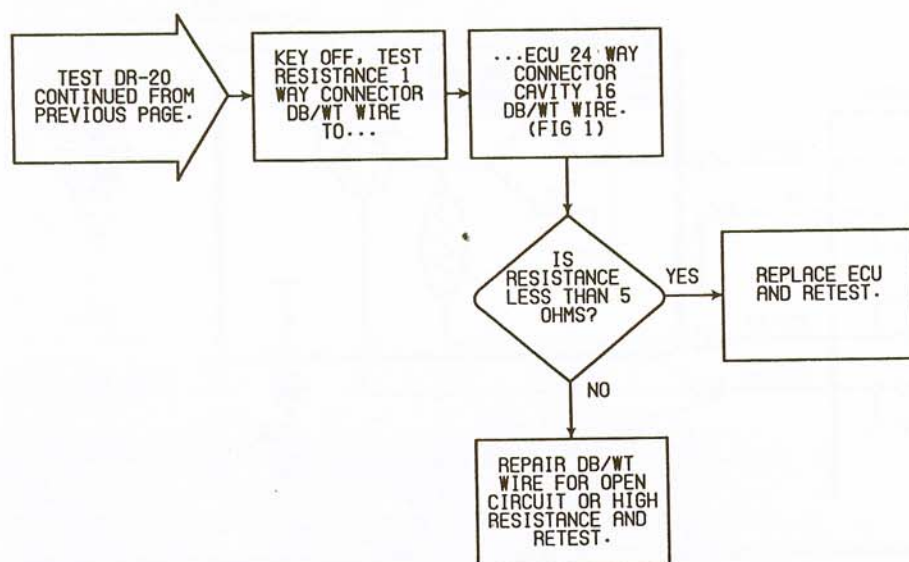 TEST DR-20
CONTINUED FROM
PREVIOUS PAGE.
KEY OFF, TEST
RESISTANCE 1
WAY CONNECTOR
DB/WT WIRE
TO...
...ECU 24 WAY
CONNECTOR
CAVITY 16
DB/WT WIRE.
(FIG 1)
IS
RESISTANCE
LESS THAN 5
OHMS?
YES
REPLACE ECU
AND RETEST.
NO
REPAIR DB/WT
WIRE FOR OPEN
CIRCUIT OR HIGH
RESISTANCE AND
RETEST.